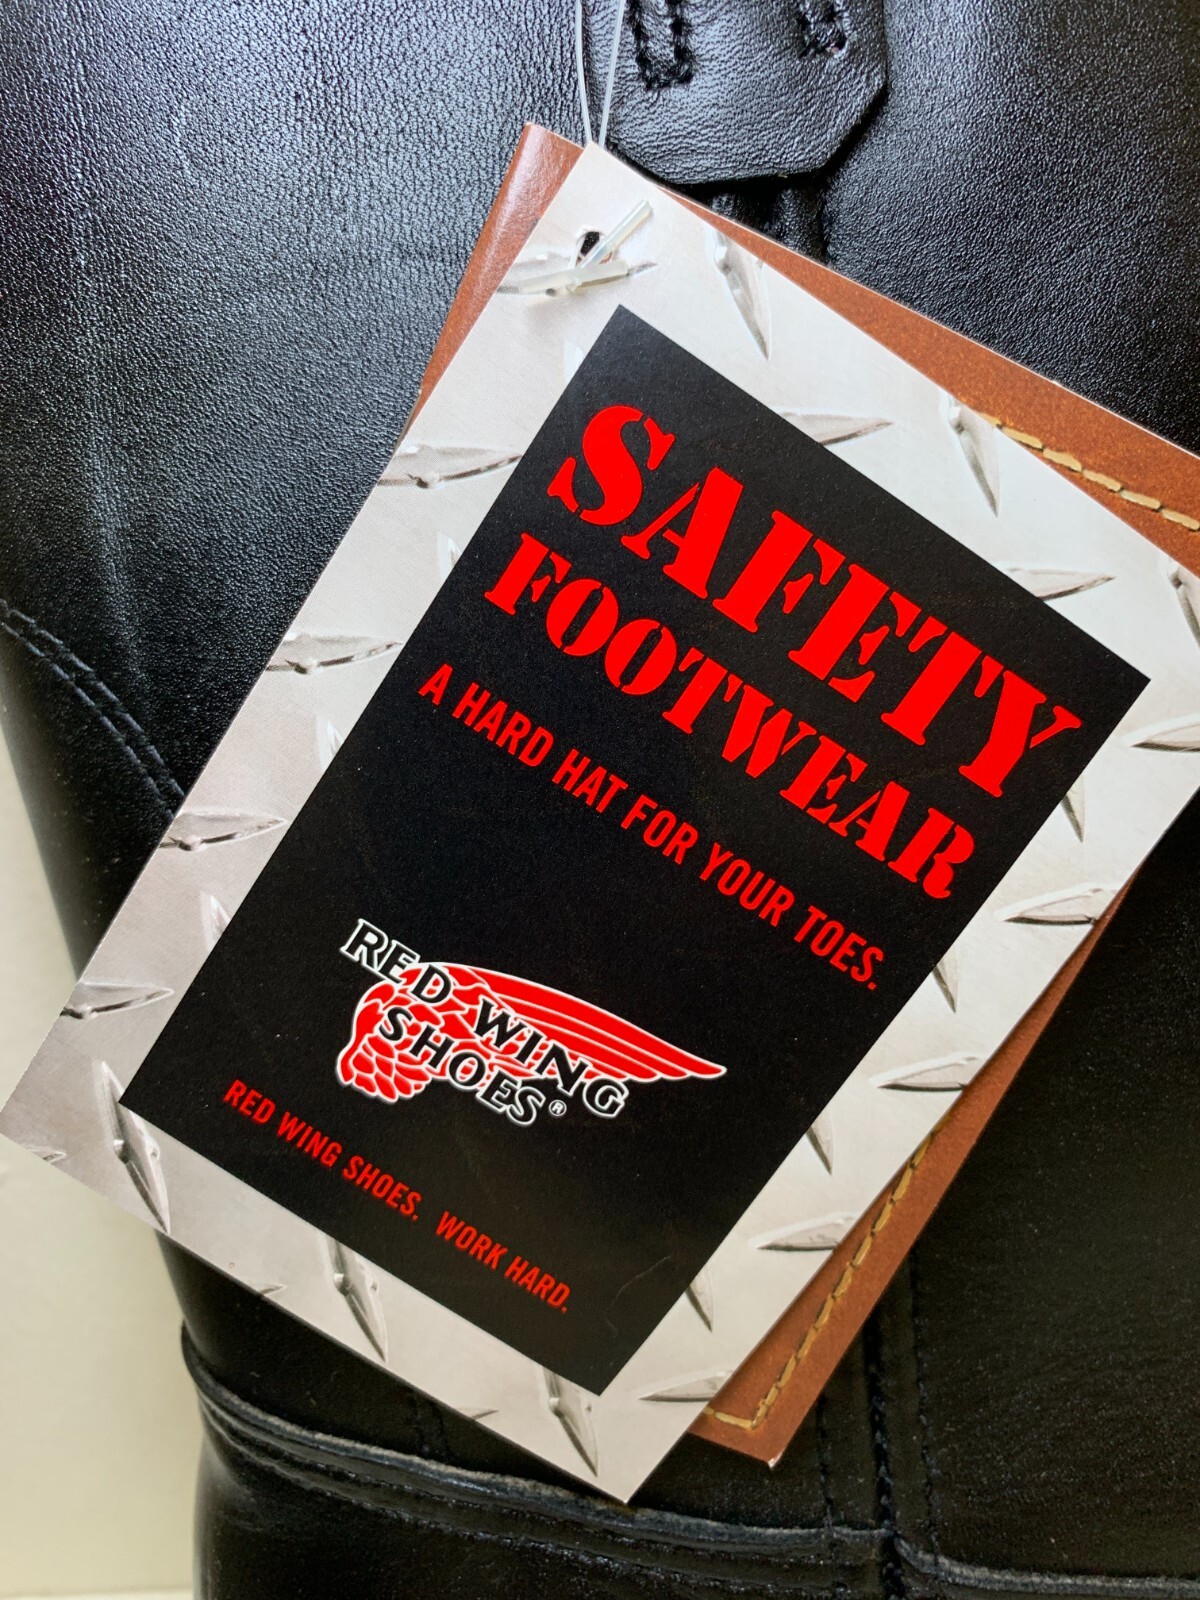 SAFETY
FOOTWEAR
A HARD HAT FOR YOUR TOES.
RED WING
SHOES®
RED WING SHOES. WORK HARD.